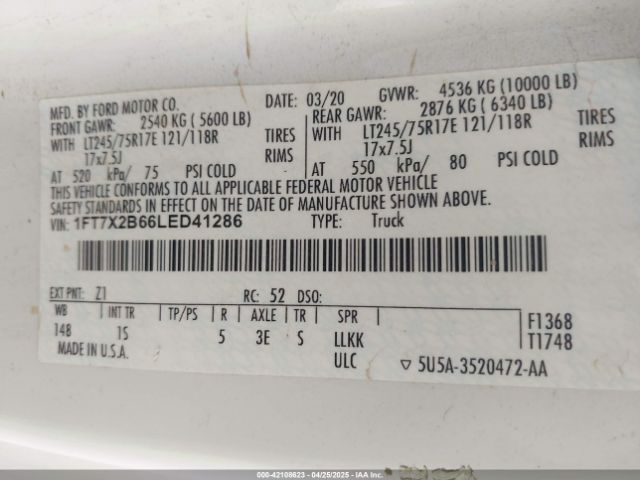 MFD. BY FORD MOTOR CO. DATE: 03/20 GVWR: 4536 KG (10000 LB)
FRONT GAWR: 2540 KG ( 5600 LB) REAR GAWR: 2876 KG ( 6340 LB)
WITH LT245/75R17E 121/118R TIRES WITH LT245/75R17E 121/118R TIRES
17x7.5J RIMS 17x7.5J RIMS
AT 520 kPa/ 75 PSI COLD AT 550 kPa/ 80 PSI COLD
THIS VEHICLE CONFORMS TO ALL APPLICABLE FEDERAL MOTOR VEHICLE
SAFETY STANDARDS IN EFFECT ON THE DATE OF MANUFACTURE SHOWN ABOVE.
VIN: 1FT7X2B66LED41286 TYPE: Truck
EXT PNT: Z1 RC: 52 DSO:
WB INT TR TP/PS R AXLE TR SPR F1368
148 1S 5 3E S LLKK T1748
MADE IN U.S.A. ULC ▽ 5U5A-3520472-AA
000-42108623 - 04/25/2025 - IAA Inc.